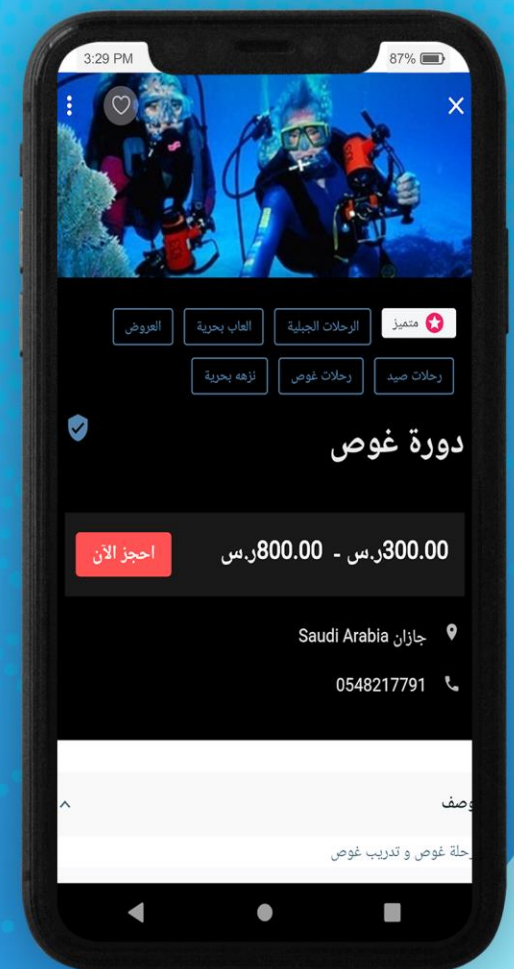 3:29 PM 87%
متميز الرحلات الجبلية العاب بحرية العروض
رحلات صيد رحلات غوص نزهه بحرية
دورة غوص
300.00ر.س - 800.00ر.س احجز الآن
جازان Saudi Arabia
0548217791
وصف
رحلة غوص و تدريب غوص